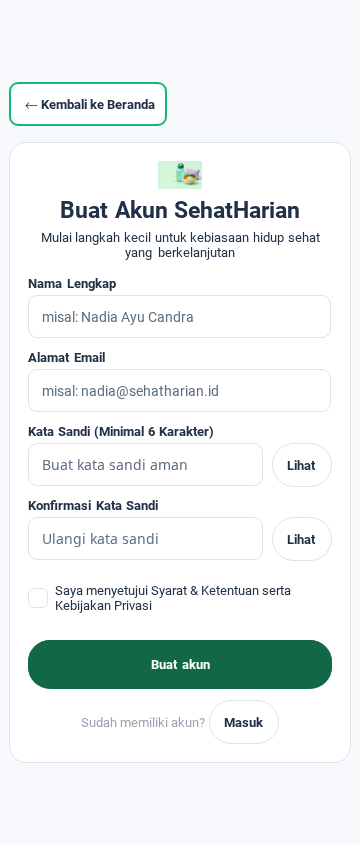 ← Kembali ke Beranda
Buat Akun SehatHarian
Mulai langkah kecil untuk kebiasaan hidup sehat
yang berkelanjutan
Nama Lengkap
misal: Nadia Ayu Candra
Alamat Email
misal: nadia@sehatharian.id
Kata Sandi (Minimal 6 Karakter)
Buat kata sandi aman
Lihat
Konfirmasi Kata Sandi
Ulangi kata sandi
Lihat
Saya menyetujui Syarat & Ketentuan serta
Kebijakan Privasi
Buat akun
Sudah memiliki akun? Masuk